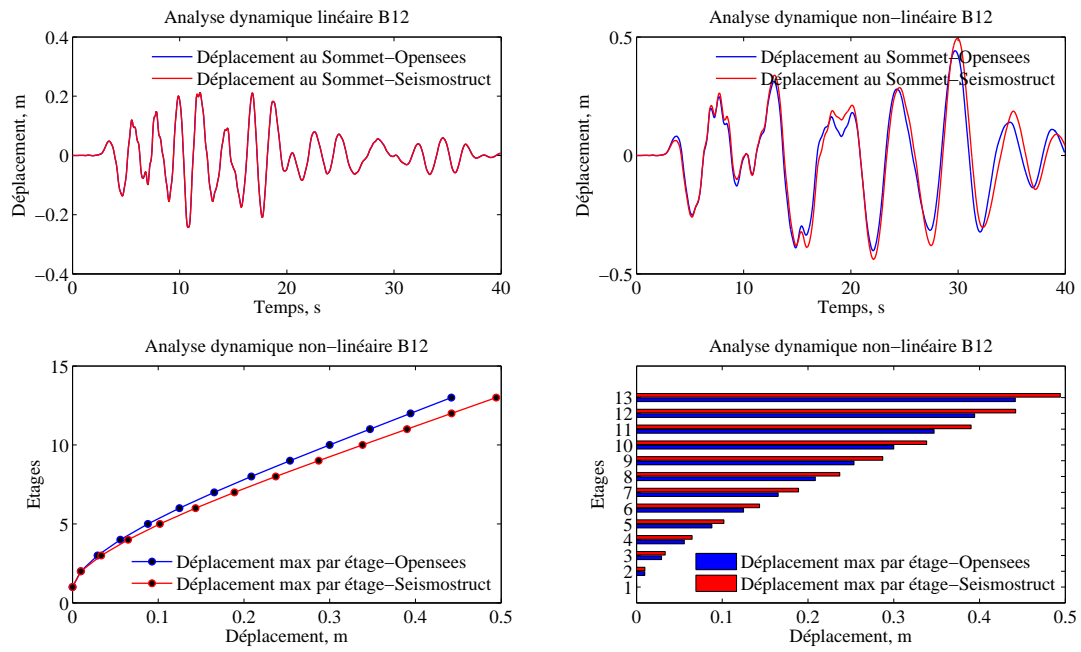 Analyse dynamique linéaire B12
0.4
0.2
0
−0.2
−0.4
0
10
20
30
40
Déplacement, m
Temps, s
Déplacement au Sommet−Opensees
Déplacement au Sommet−Seismostruct
Analyse dynamique non−linéaire B12
0.5
0
−0.5
0
10
20
30
40
Déplacement, m
Temps, s
Déplacement au Sommet−Opensees
Déplacement au Sommet−Seismostruct
Analyse dynamique non−linéaire B12
15
10
5
0
0
0.1
0.2
0.3
0.4
0.5
Etages
Déplacement, m
Déplacement max par étage−Opensees
Déplacement max par étage−Seismostruct
Analyse dynamique non−linéaire B12
13
12
11
10
9
8
7
6
5
4
3
2
1
0
0.1
0.2
0.3
0.4
0.5
Etages
Déplacement, m
Déplacement max par étage−Opensees
Déplacement max par étage−Seismostruct